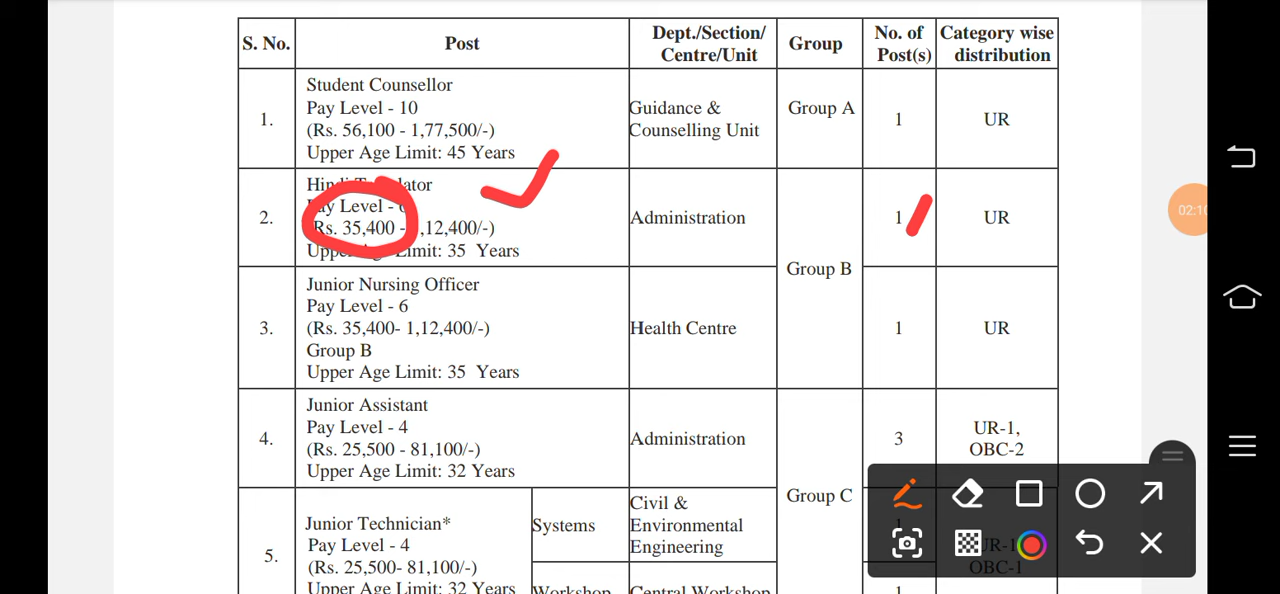 S. No.
Post
Dept./Section/
Centre/Unit
Group
No. of
Post(s)
Category wise
distribution
1.
Student Counsellor
Pay Level - 10
(Rs. 56,100 - 1,77,500/-)
Upper Age Limit: 45 Years
Guidance &
Counselling Unit
Group A
1
UR
2.
Pay Level -
Rs. 35,400 - ,12,400/-)
Limit: 35 Years
Administration
Group B
1
UR
3.
Junior Nursing Officer
Pay Level - 6
(Rs. 35,400- 1,12,400/-)
Group B
Upper Age Limit: 35 Years
Health Centre
1
UR
4.
Junior Assistant
Pay Level - 4
(Rs. 25,500 - 81,100/-)
Upper Age Limit: 32 Years
Administration
Group C
3
UR-1,
OBC-2
5.
Junior Technician*
Pay Level - 4
(Rs. 25,500- 81,100/-)
Upper Age Limit: 32 Years
Systems
Civil &
Environmental
Engineering
1
UR-1
OBC-1
Workshop
Central Workshop
1